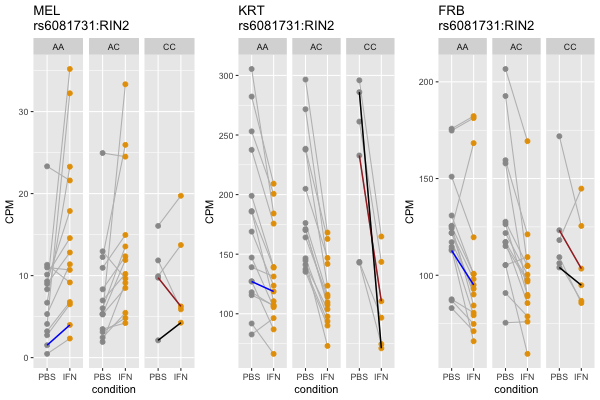 MEL
rs6081731:RIN2
AA AC CC
CPM
30
20
10
0
PBS IFN PBS IFN PBS IFN
condition
KRT
rs6081731:RIN2
AA AC CC
CPM
300
250
200
150
100
PBS IFN PBS IFN PBS IFN
condition
FRB
rs6081731:RIN2
AA AC CC
CPM
200
150
100
PBS IFN PBS IFN PBS IFN
condition